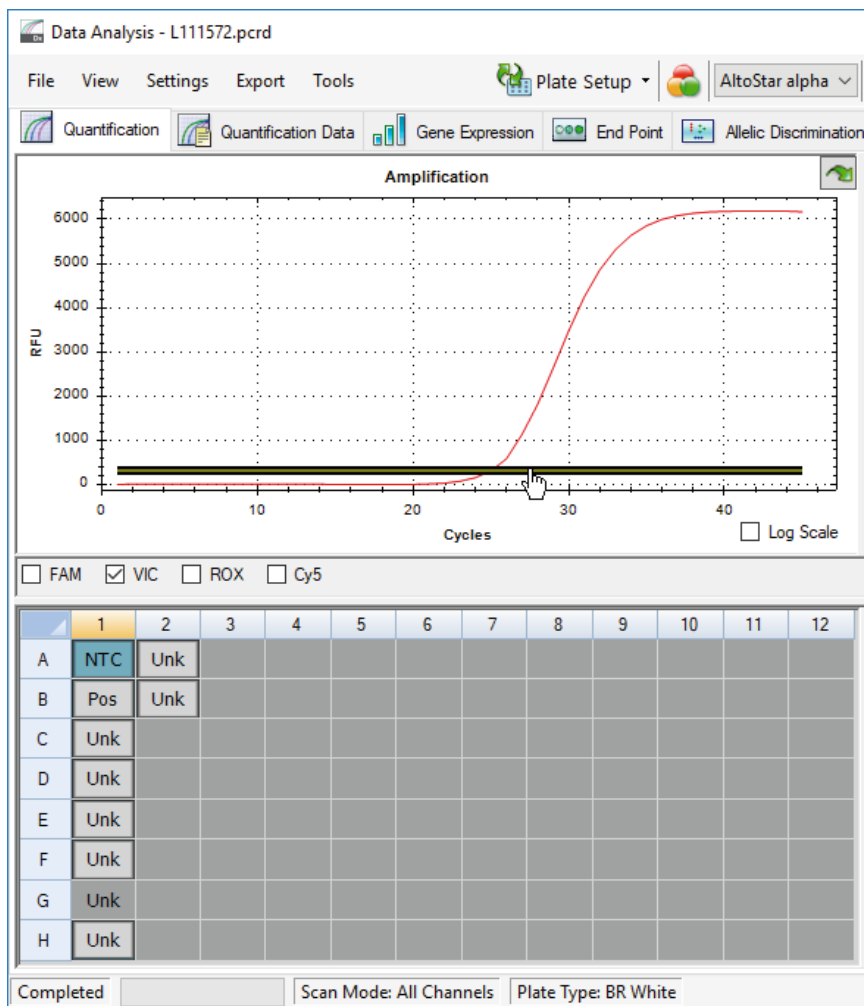 Data Analysis - L111572.pcrd
File View Settings Export Tools Plate Setup AltoStar alpha
Quantification Quantification Data Gene Expression End Point Allelic Discrimination
Amplification
6000
5000
4000
3000
2000
1000
0
RFU
0 10 20 30 40
Cycles
Log Scale
FAM VIC ROX Cy5
1 2 3 4 5 6 7 8 9 10 11 12
A NTC Unk
B Pos Unk
C Unk
D Unk
E Unk
F Unk
G Unk
H Unk
Completed Scan Mode: All Channels Plate Type: BR White